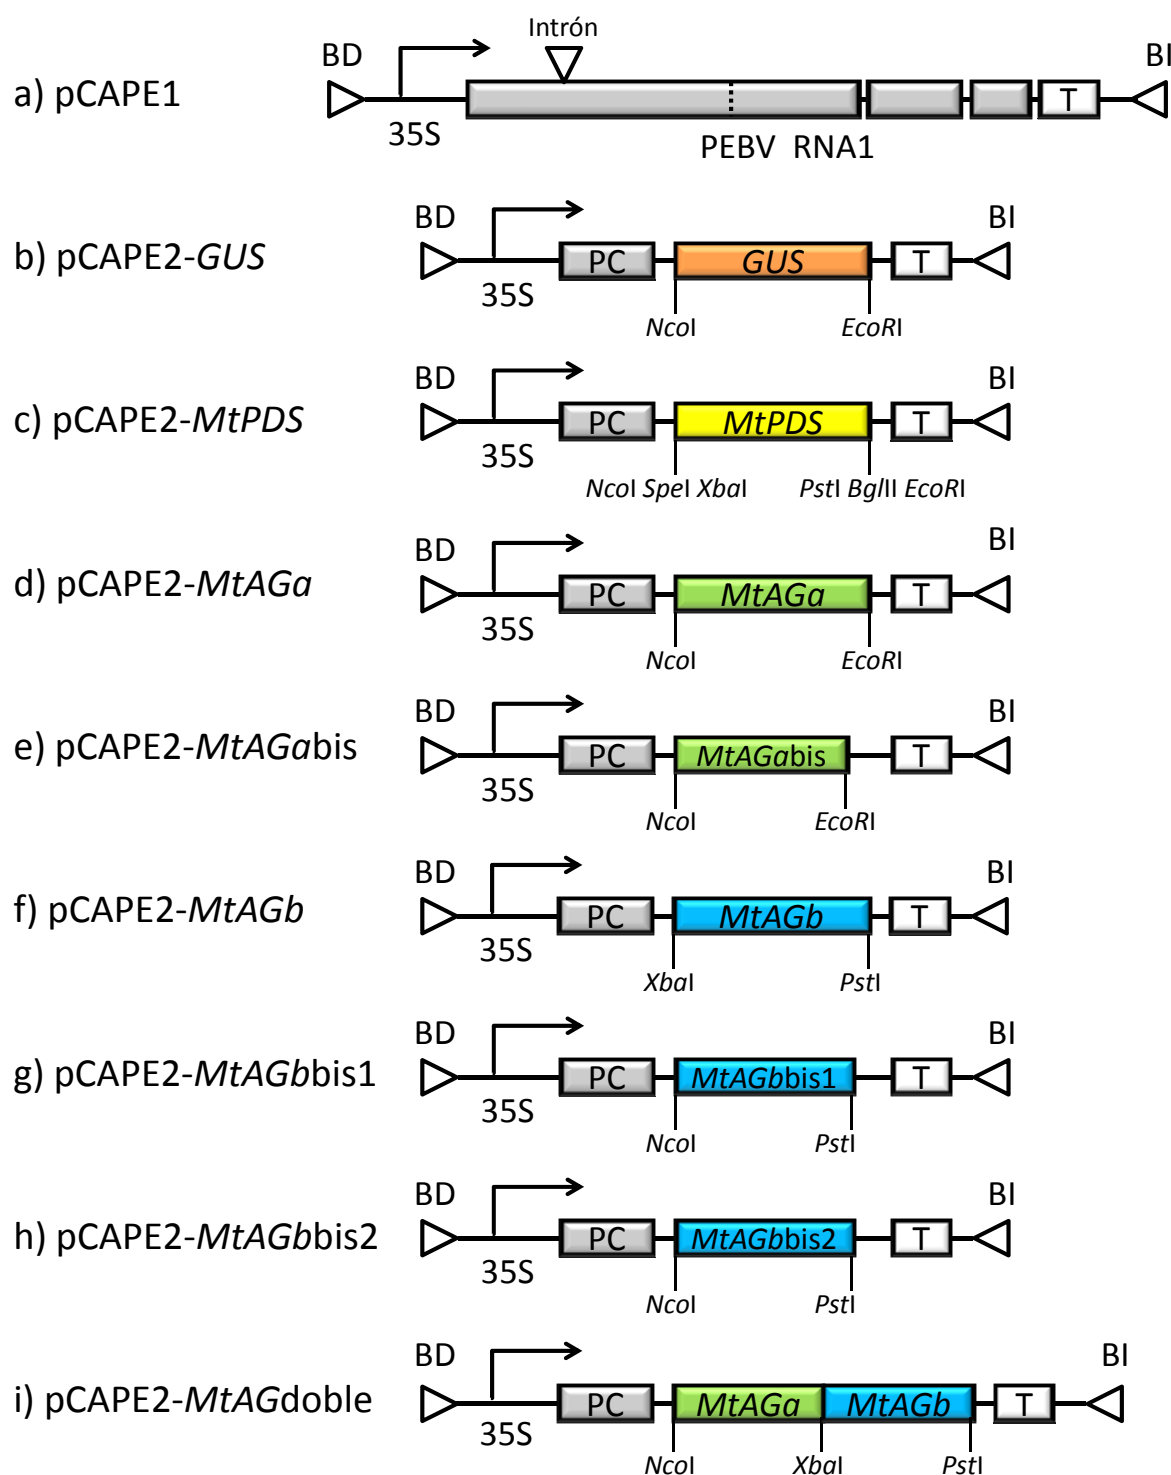 Intrón
BD BI
a) pCAPE1 T
35S
PEBV RNA1
BD BI
b) pCAPE2-GUS PC GUS T
35S
NcoI EcoRI
BD BI
c) pCAPE2-MtPDS PC MtPDS T
35S
NcoI SpeI XbaI PstI BglII EcoRI
BD BI
d) pCAPE2-MtAGa PC MtAGa T
35S
NcoI EcoRI
BD BI
e) pCAPE2-MtAGabis PC MtAGabis T
35S
NcoI EcoRI
BD BI
f) pCAPE2-MtAGb PC MtAGb T
35S
XbaI PstI
BD BI
g) pCAPE2-MtAGbbis1 PC MtAGbbis1 T
35S
NcoI PstI
BD BI
h) pCAPE2-MtAGbbis2 PC MtAGbbis2 T
35S
NcoI PstI
BD BI
i) pCAPE2-MtAGdoble PC MtAGa MtAGb T
35S
NcoI XbaI PstI